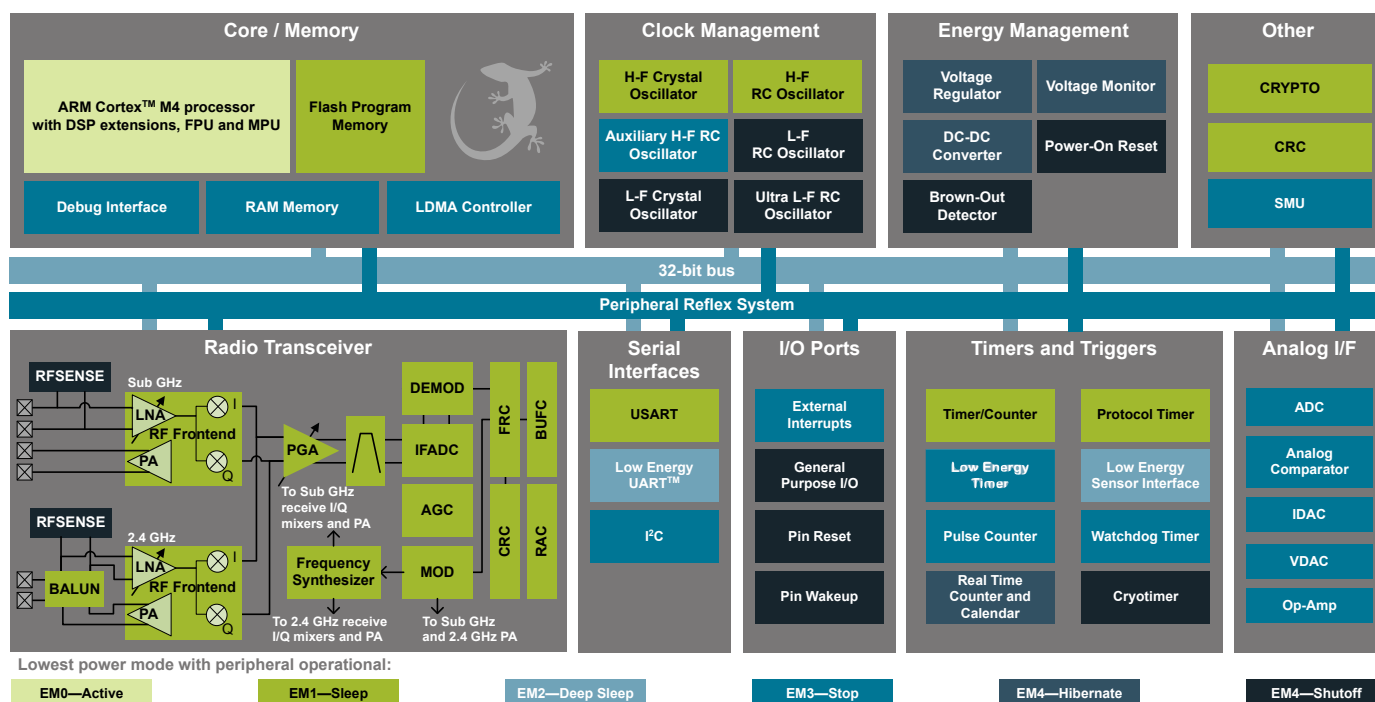 Core / Memory
ARM Cortex™ M4 processor
with DSP extensions, FPU and MPU
Flash Program
Memory
Debug Interface
RAM Memory
LDMA Controller
Clock Management
H-F Crystal
Oscillator
H-F
RC Oscillator
Auxiliary H-F RC
Oscillator
L-F
RC Oscillator
L-F Crystal
Oscillator
Ultra L-F RC
Oscillator
Energy Management
Voltage
Regulator
Voltage Monitor
DC-DC
Converter
Power-On Reset
Brown-Out
Detector
Other
CRYPTO
CRC
SMU
32-bit bus
Peripheral Reflex System
Radio Transceiver
RFSENSE
Sub GHz
LNA
RF Frontend
PA
I
Q
PGA
To Sub GHz
receive I/Q
mixers and PA
DEMOD
IFADC
AGC
MOD
FRC
BUFC
CRC
RAC
RFSENSE
BALUN
2.4 GHz
LNA
RF Frontend
PA
I
Q
Frequency
Synthesizer
To 2.4 GHz receive
I/Q mixers and PA
To Sub GHz
and 2.4 GHz PA
Serial
Interfaces
USART
Low Energy
UART™
I²C
I/O Ports
External
Interrupts
General
Purpose I/O
Pin Reset
Pin Wakeup
Timers and Triggers
Timer/Counter
Protocol Timer
Low Energy
Timer
Low Energy
Sensor Interface
Pulse Counter
Watchdog Timer
Real Time
Counter and
Calendar
Cryotimer
Analog I/F
ADC
Analog
Comparator
IDAC
VDAC
Op-Amp
Lowest power mode with peripheral operational:
EM0—Active
EM1—Sleep
EM2—Deep Sleep
EM3—Stop
EM4—Hibernate
EM4—Shutoff